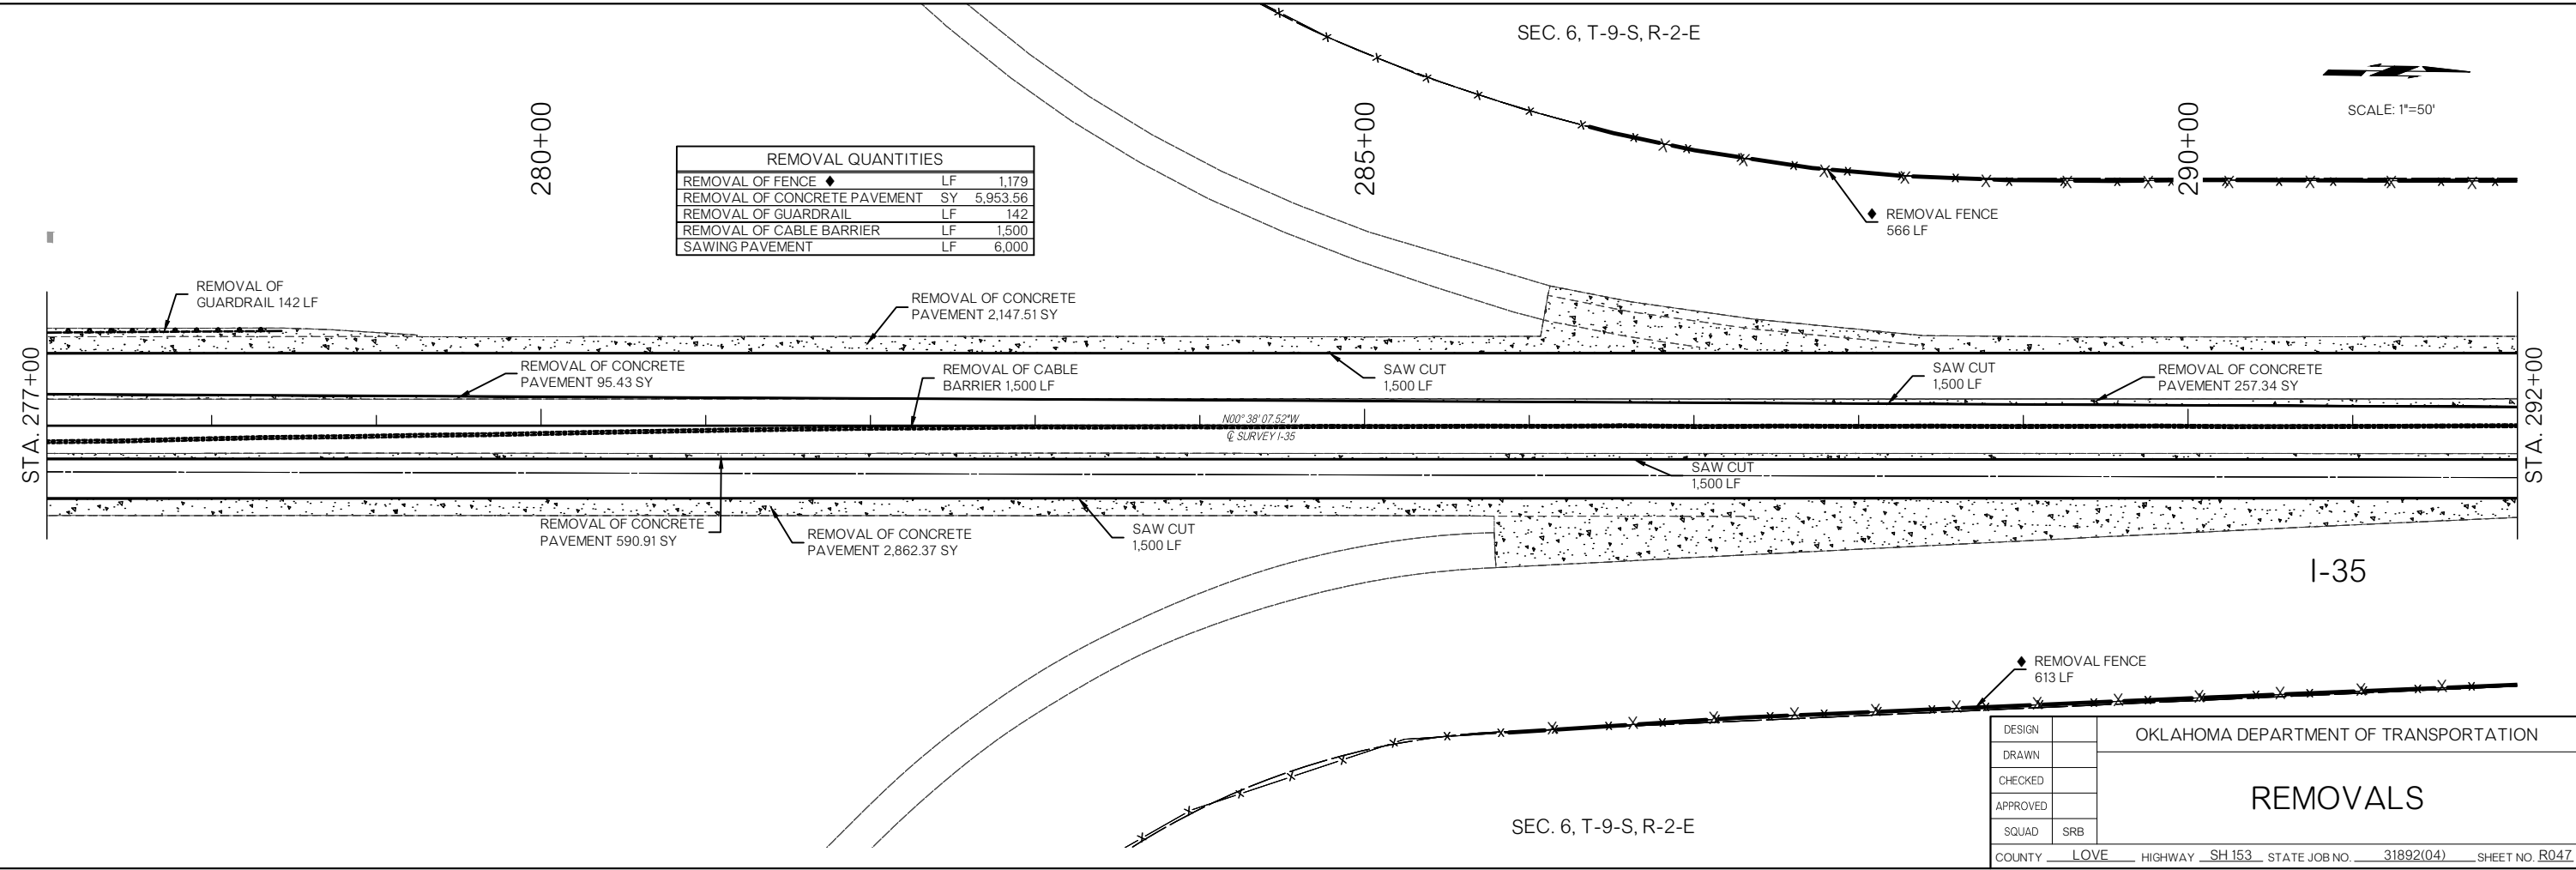 SEC. 6, T-9-S, R-2-E
SCALE: 1"=50'
280+00
285+00
290+00
REMOVAL QUANTITIES
REMOVAL OF FENCE ♦ LF 1,179
REMOVAL OF CONCRETE PAVEMENT SY 5,953.56
REMOVAL OF GUARDRAIL LF 142
REMOVAL OF CABLE BARRIER LF 1,500
SAWING PAVEMENT LF 6,000
♦ REMOVAL FENCE
566 LF
REMOVAL OF
GUARDRAIL 142 LF
REMOVAL OF CONCRETE
PAVEMENT 2,147.51 SY
STA. 277+00
REMOVAL OF CONCRETE
PAVEMENT 95.43 SY
REMOVAL OF CABLE
BARRIER 1,500 LF
SAW CUT
1,500 LF
SAW CUT
1,500 LF
REMOVAL OF CONCRETE
PAVEMENT 257.34 SY
STA. 292+00
N00° 38' 07.52"W
℄ SURVEY I-35
SAW CUT
1,500 LF
REMOVAL OF CONCRETE
PAVEMENT 590.91 SY
REMOVAL OF CONCRETE
PAVEMENT 2,862.37 SY
SAW CUT
1,500 LF
I-35
♦ REMOVAL FENCE
613 LF
SEC. 6, T-9-S, R-2-E
DESIGN
DRAWN
CHECKED
APPROVED
SQUAD SRB
OKLAHOMA DEPARTMENT OF TRANSPORTATION
REMOVALS
COUNTY LOVE HIGHWAY SH 153 STATE JOB NO. 31892(04) SHEET NO. R047